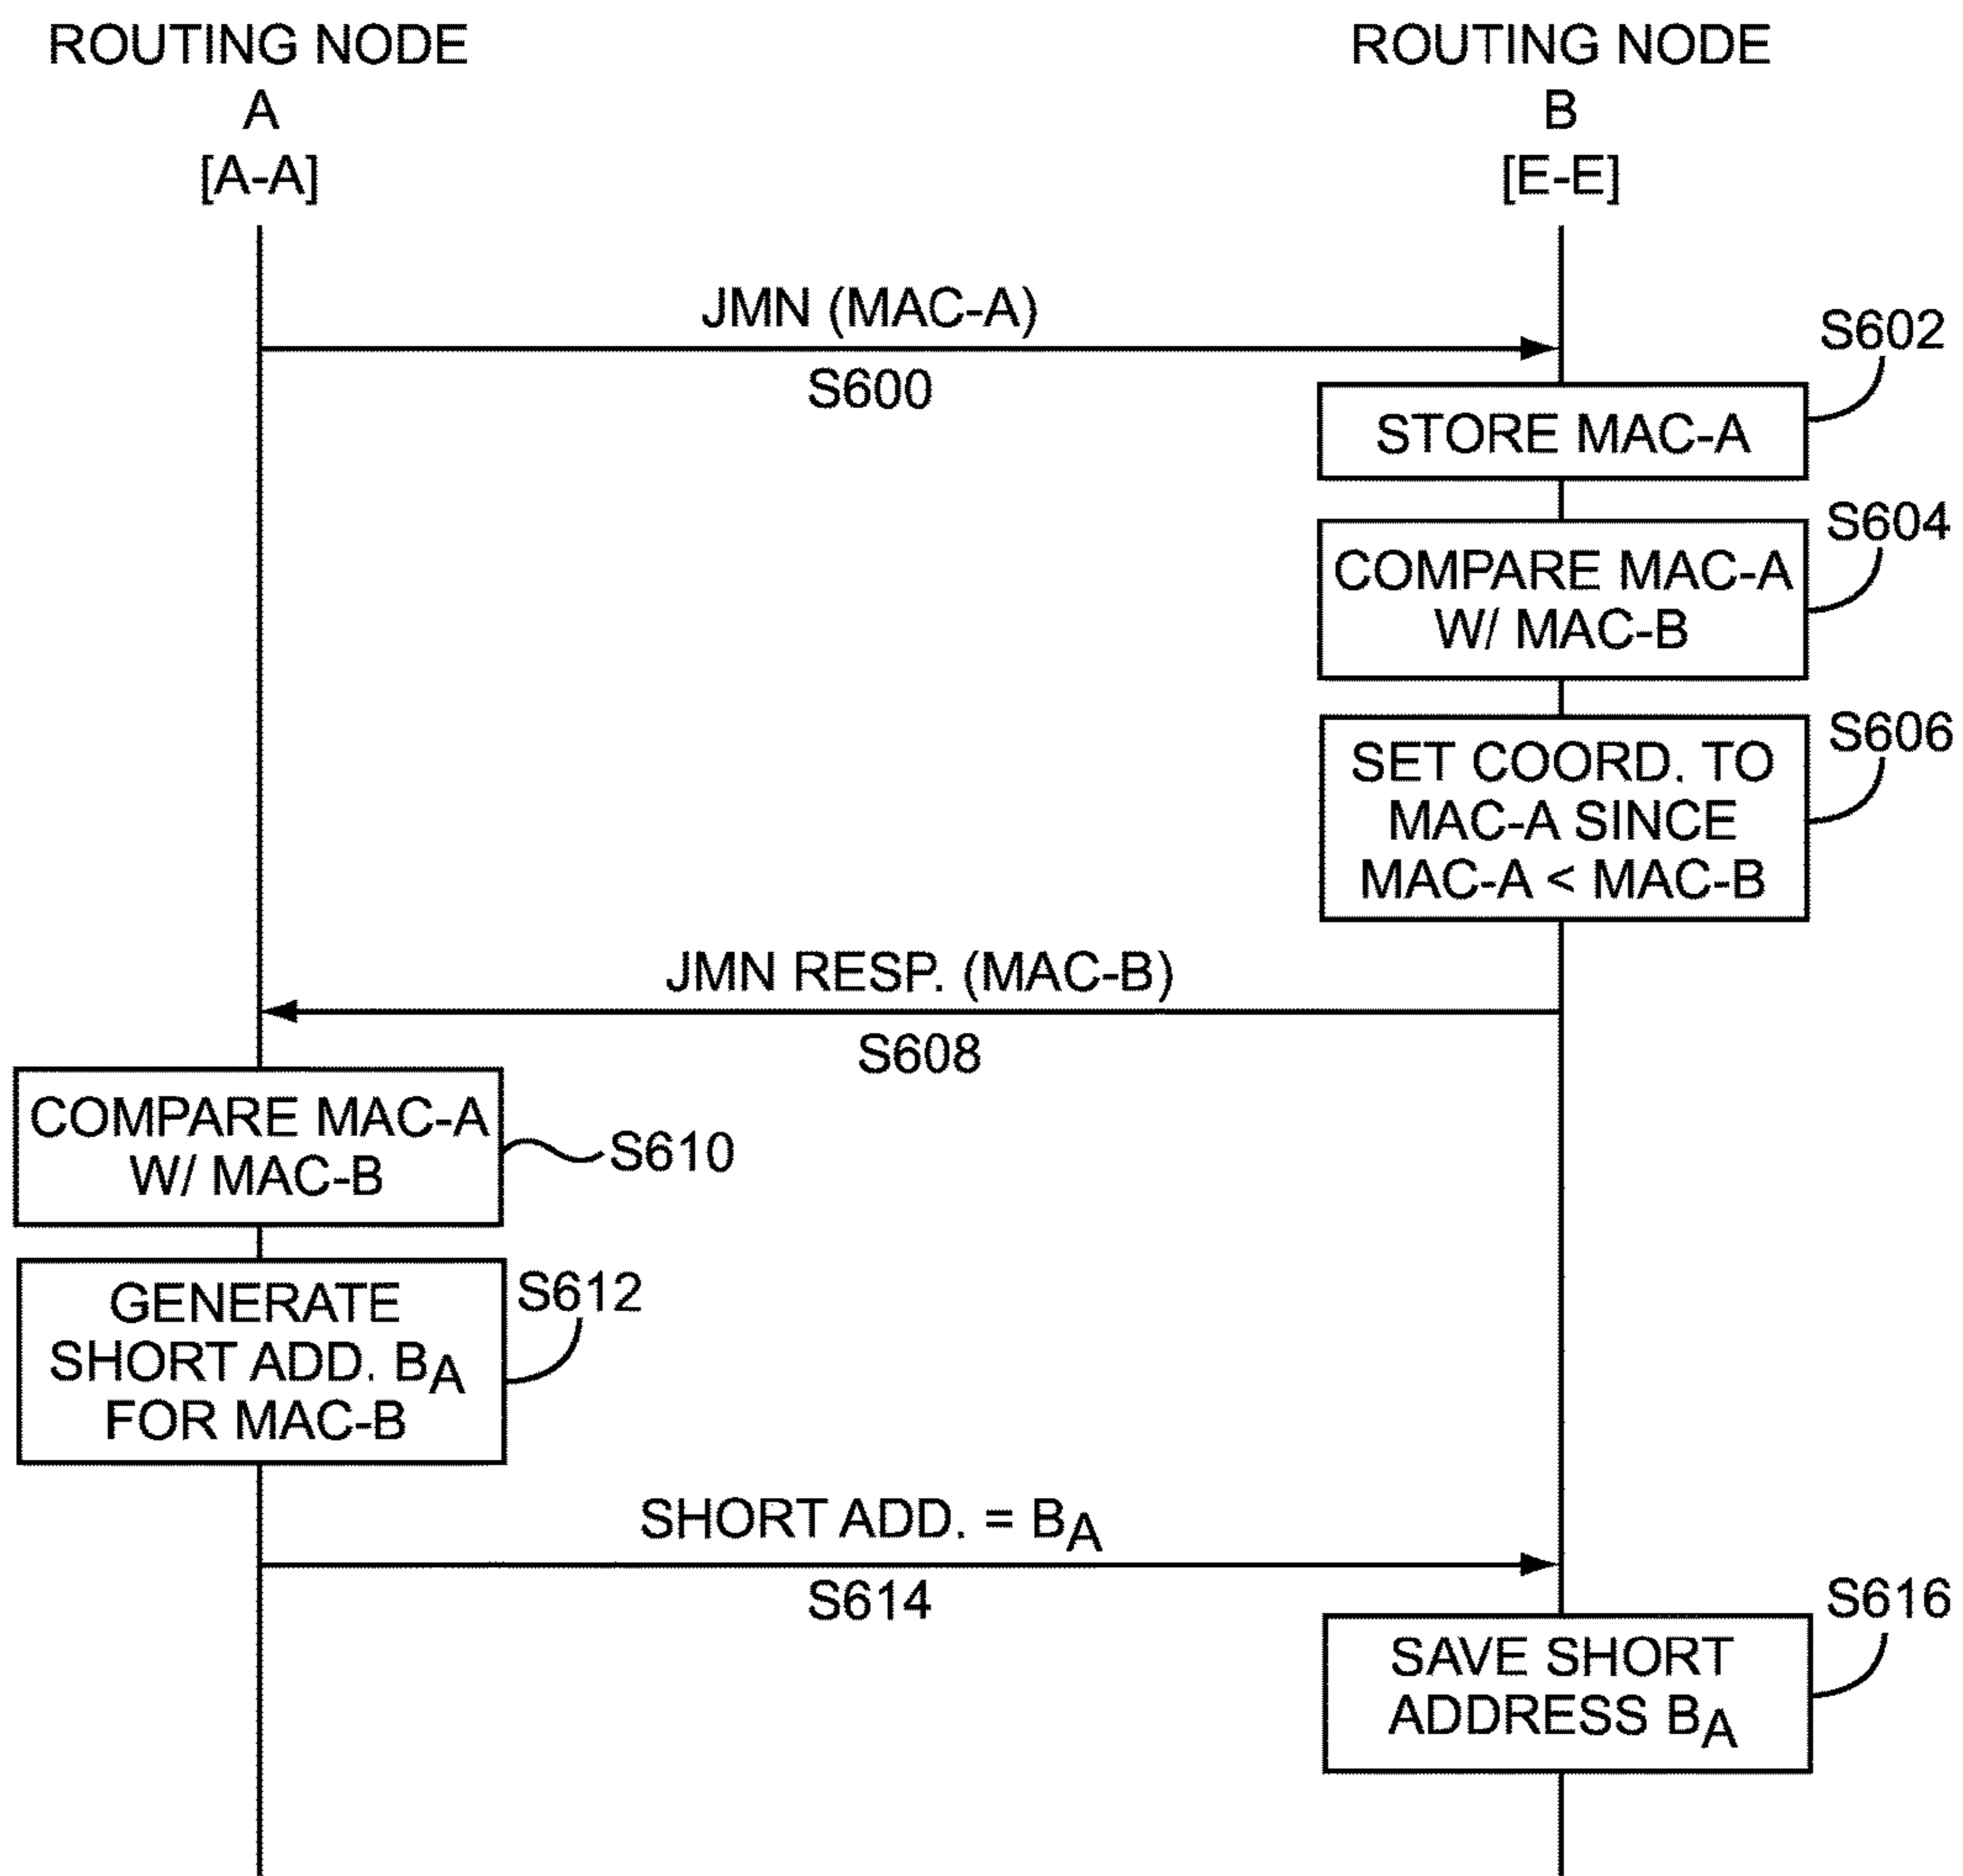 ROUTING NODE
A
[A-A]
ROUTING NODE
B
[E-E]
JMN (MAC-A)
S600
S602
STORE MAC-A
S604
COMPARE MAC-A
W/ MAC-B
S606
SET COORD. TO
MAC-A SINCE
MAC-A < MAC-B
JMN RESP. (MAC-B)
S608
COMPARE MAC-A
W/ MAC-B
S610
GENERATE
SHORT ADD. BA
FOR MAC-B
S612
SHORT ADD. = BA
S614
S616
SAVE SHORT
ADDRESS BA